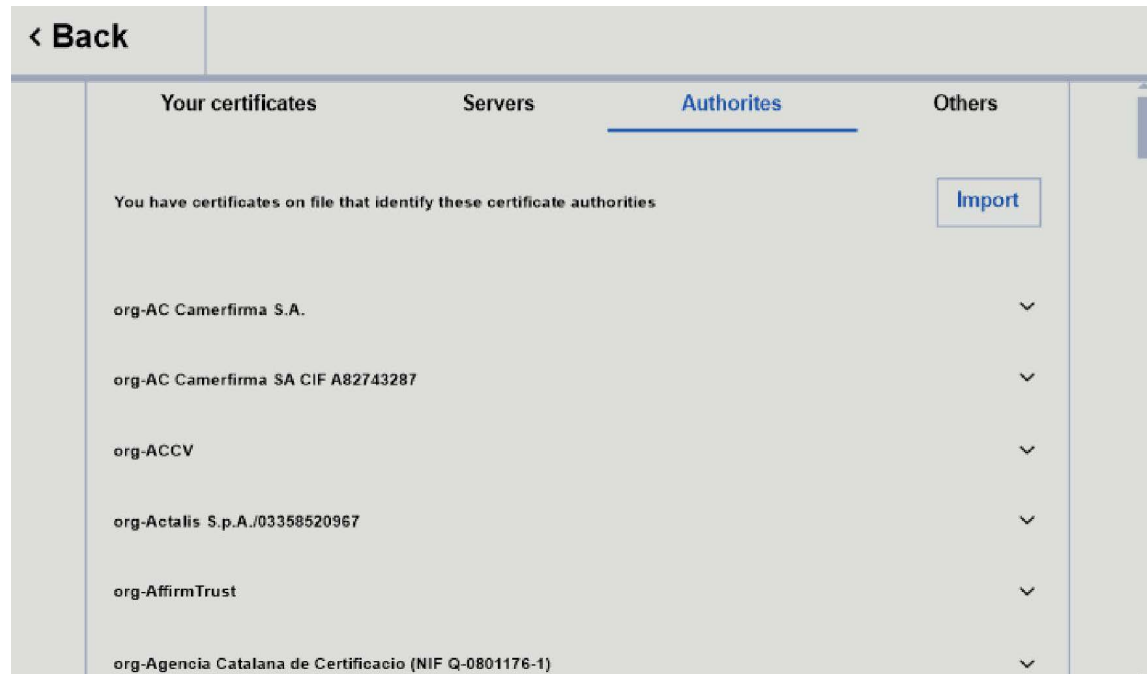 < Back
Your certificates Servers Authorites Others
You have certificates on file that identify these certificate authorities Import
org-AC Camerfirma S.A.
org-AC Camerfirma SA CIF A82743287
org-ACCV
org-Actalis S.p.A./03358520967
org-AffirmTrust
org-Agencia Catalana de Certificacio (NIF Q-0801176-1)